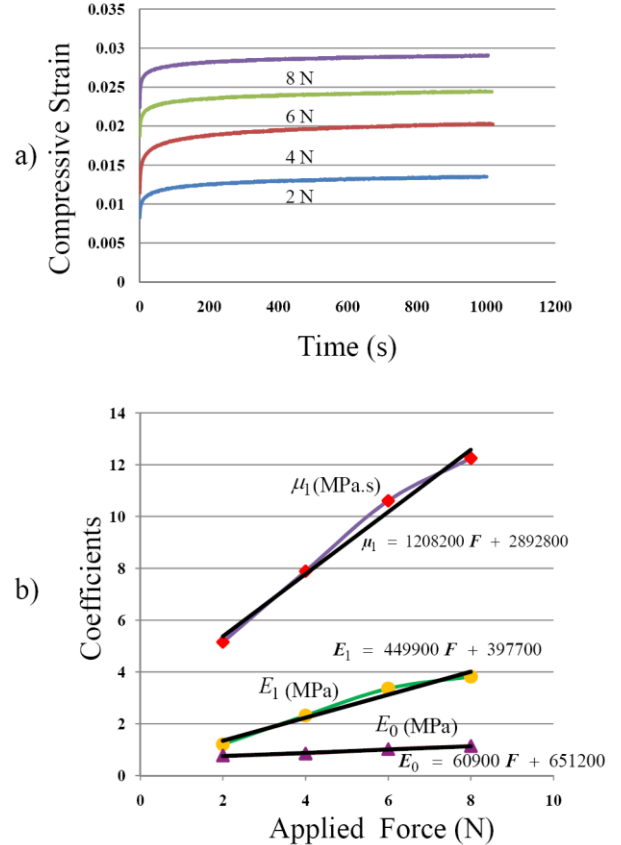 a)
Compressive Strain
0.035
0.03
0.025
0.02
0.015
0.01
0.005
0
8 N
6 N
4 N
2 N
0 200 400 600 800 1000 1200
Time (s)
b)
Coefficients
14
12
10
8
6
4
2
0
μ₁(MPa.s)
μ₁ = 1208200 F + 2892800
E₁ = 449900 F + 397700
E₁ (MPa)
E₀ (MPa)
E₀ = 60900 F + 651200
0 2 4 6 8 10
Applied Force (N)